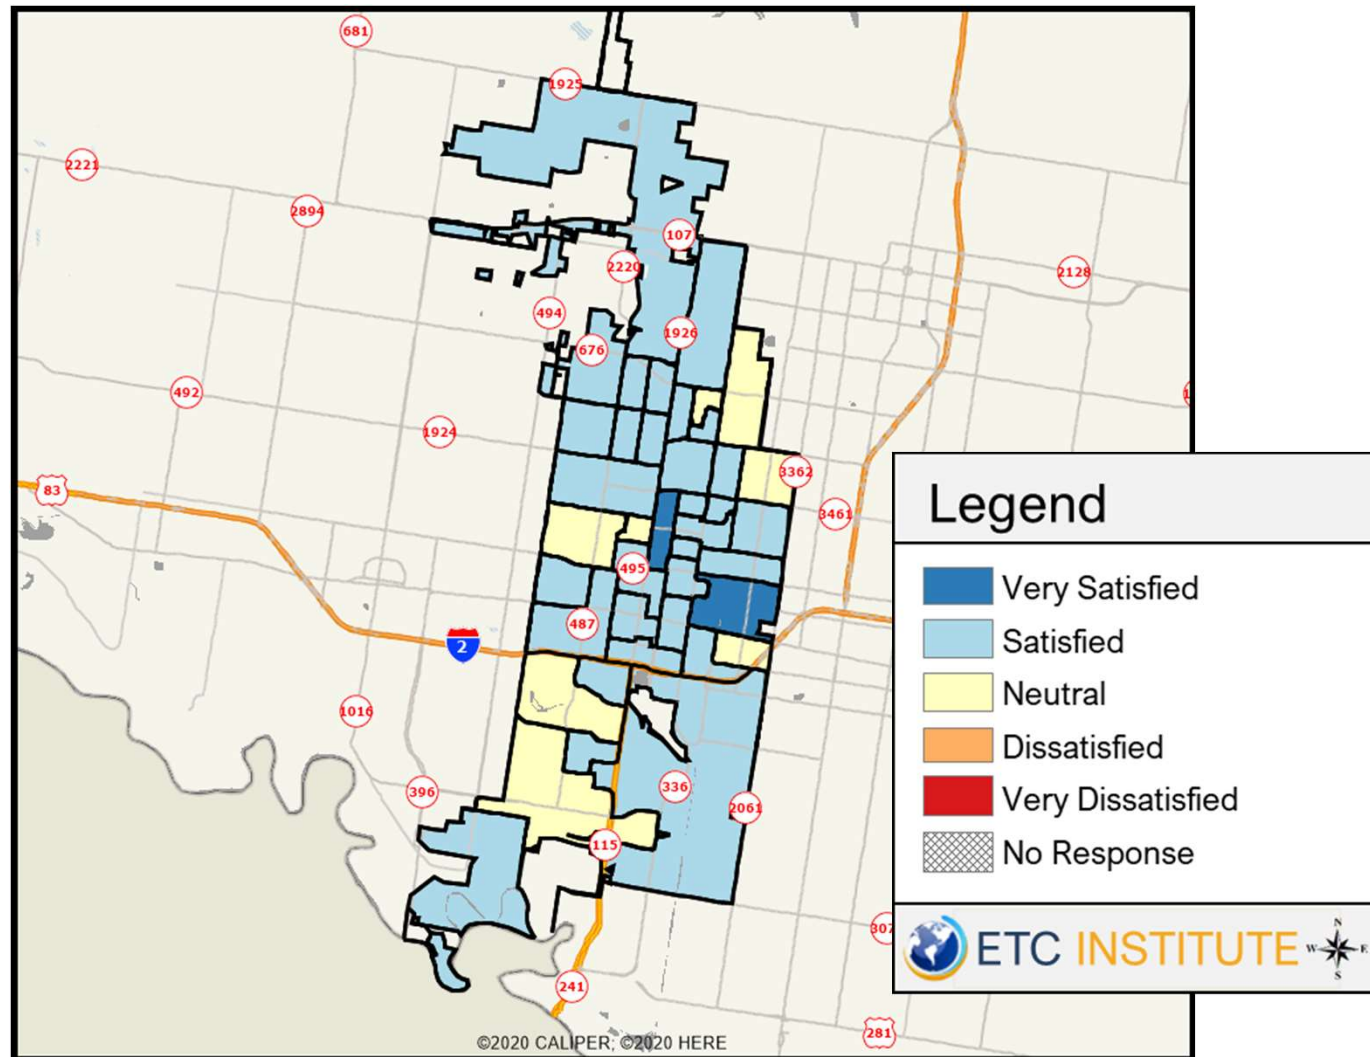 681
1925
2221
2894
107
2220
2128
494
1926
676
492
1924
3362
83
3461
495
487
2
1016
336
396
2061
115
241
281
©2020 CALIPER; ©2020 HERE
Legend
Very Satisfied
Satisfied
Neutral
Dissatisfied
Very Dissatisfied
No Response
ETC INSTITUTE
N
W E
S